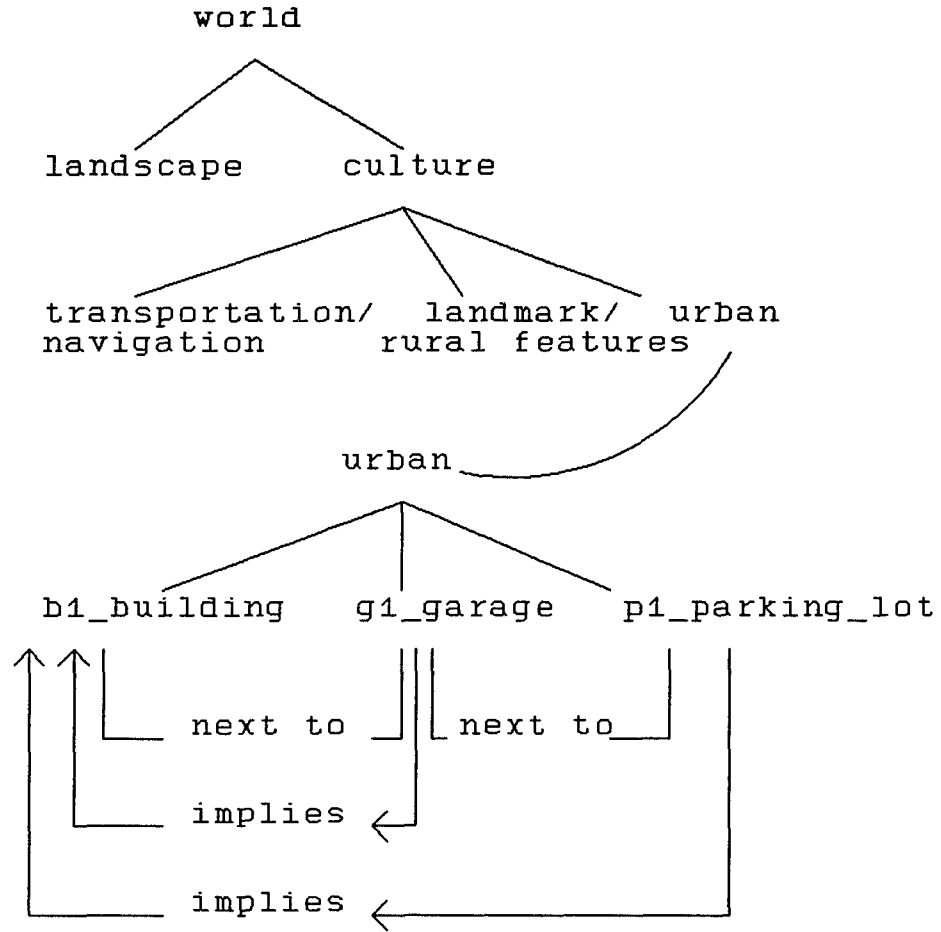 world
landscape culture
transportation/ landmark/ urban
navigation rural features
urban
b1_building g1_garage p1_parking_lot
next to next to
implies
implies